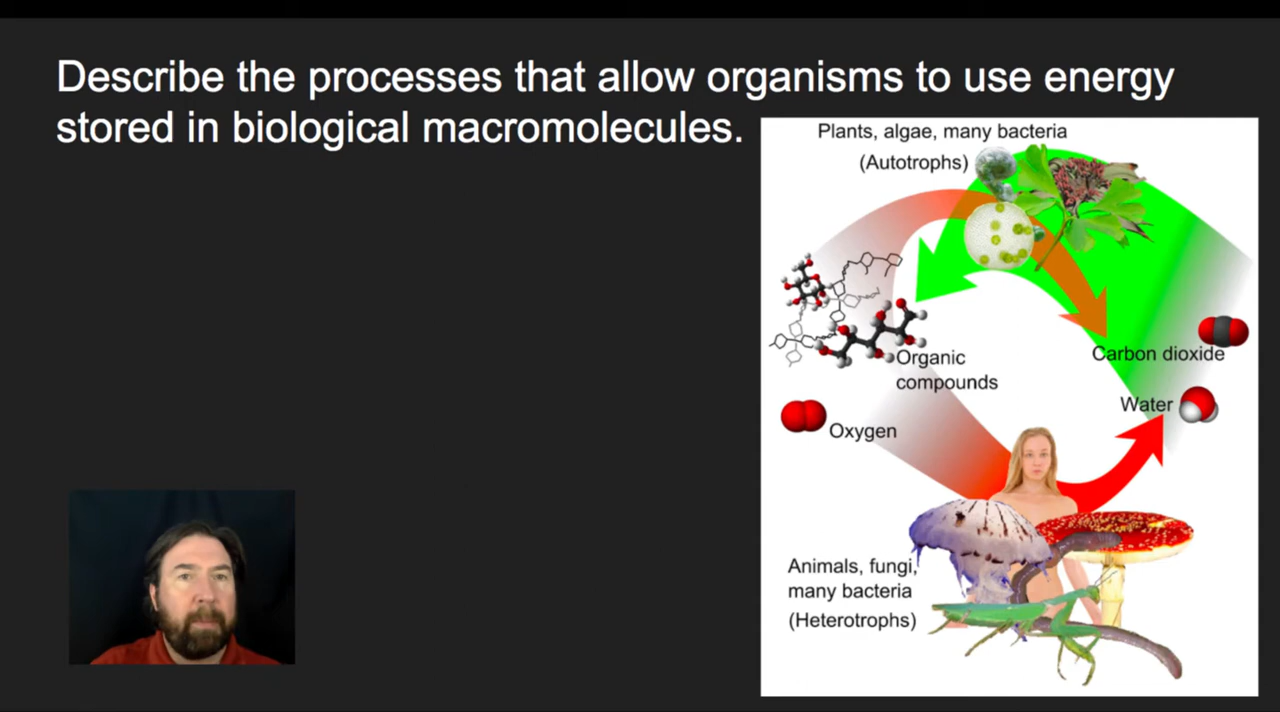 Describe the processes that allow organisms to use energy
stored in biological macromolecules.
Plants, algae, many bacteria
(Autotrophs)
Organic
compounds
Oxygen
Carbon dioxide
Water
Animals, fungi,
many bacteria
(Heterotrophs)